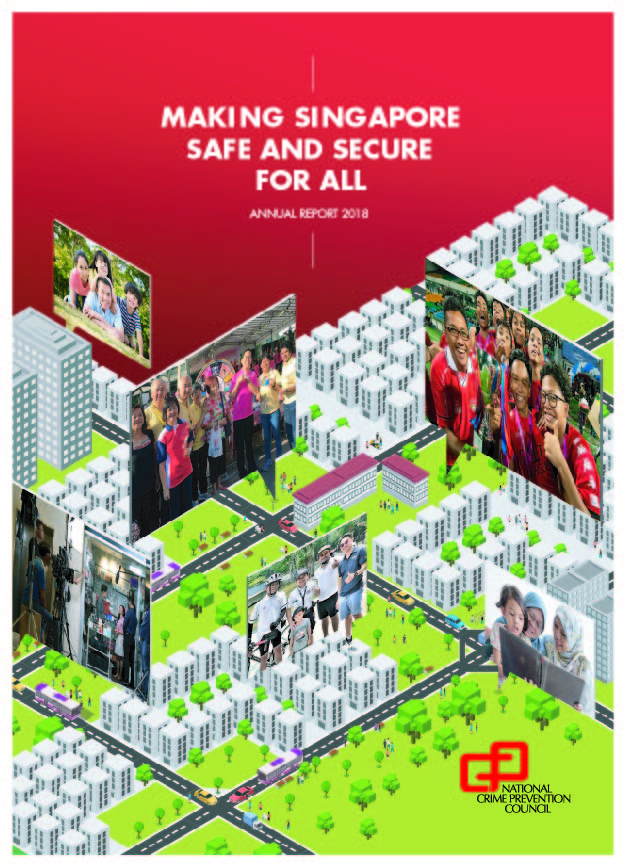 MAKING SINGAPORE
SAFE AND SECURE
FOR ALL
ANNUAL REPORT 2018
NATIONAL
CRIME PREVENTION
COUNCIL